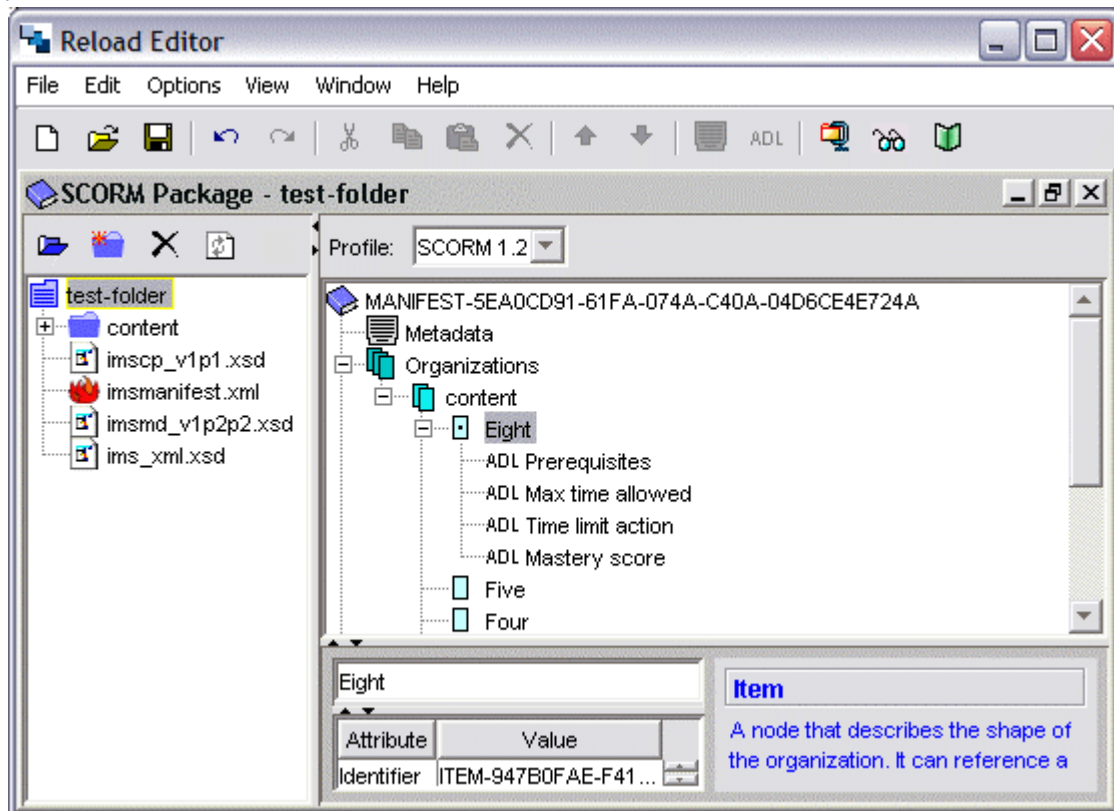 Reload Editor
File Edit Options View Window Help
ADL
SCORM Package - test-folder
Profile: SCORM 1.2
test-folder
content
imscp_v1p1.xsd
imsmanifest.xml
imsmd_v1p2p2.xsd
ims_xml.xsd
MANIFEST-5EA0CD91-61FA-074A-C40A-04D6CE4E724A
Metadata
Organizations
content
Eight
ADL Prerequisites
ADL Max time allowed
ADL Time limit action
ADL Mastery score
Five
Four
Eight
Attribute Value
Identifier ITEM-947B0FAE-F41...
Item
A node that describes the shape of
the organization. It can reference a